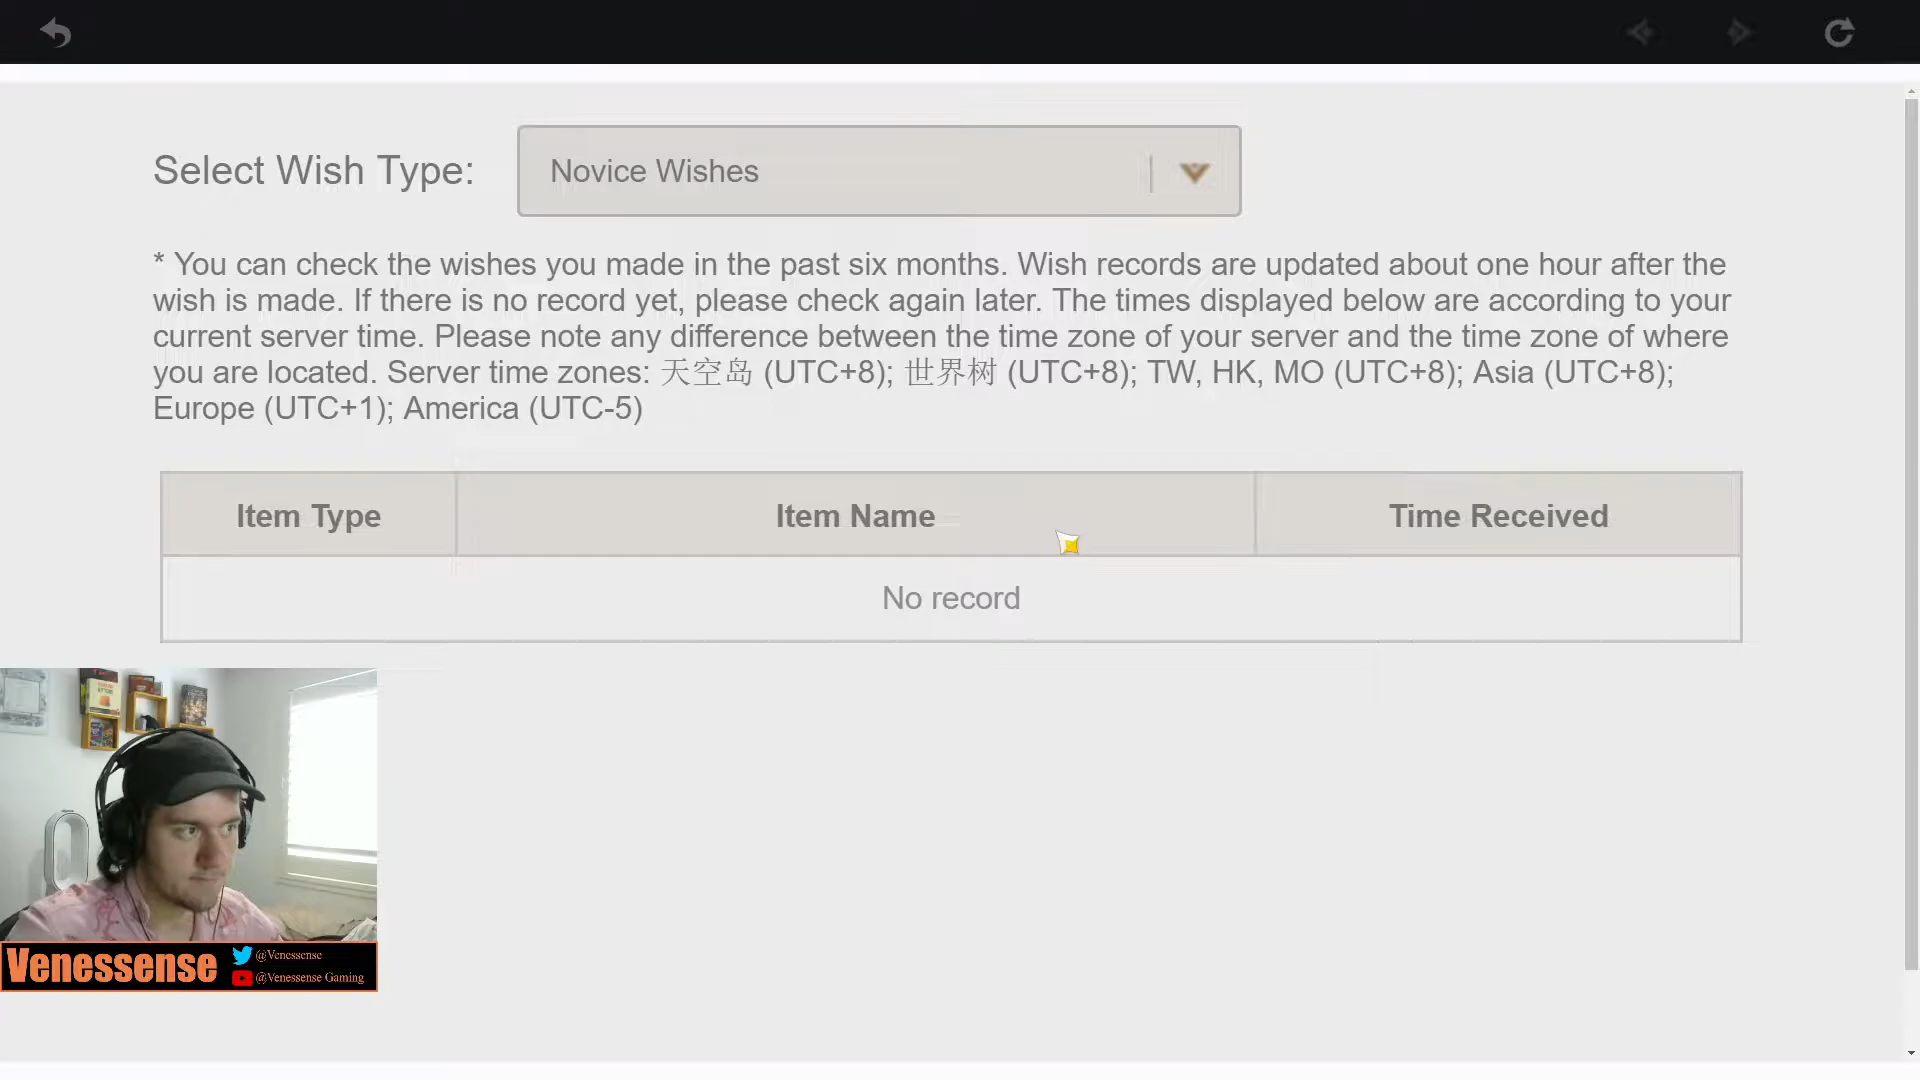 Select Wish Type:
Novice Wishes
* You can check the wishes you made in the past six months. Wish records are updated about one hour after the
wish is made. If there is no record yet, please check again later. The times displayed below are according to your
current server time. Please note any difference between the time zone of your server and the time zone of where
you are located. Server time zones: 天空岛 (UTC+8); 世界树 (UTC+8); TW, HK, MO (UTC+8); Asia (UTC+8);
Europe (UTC+1); America (UTC-5)
Item Type
Item Name
Time Received
No record
Venessense
@Venessense
@Venessense Gaming